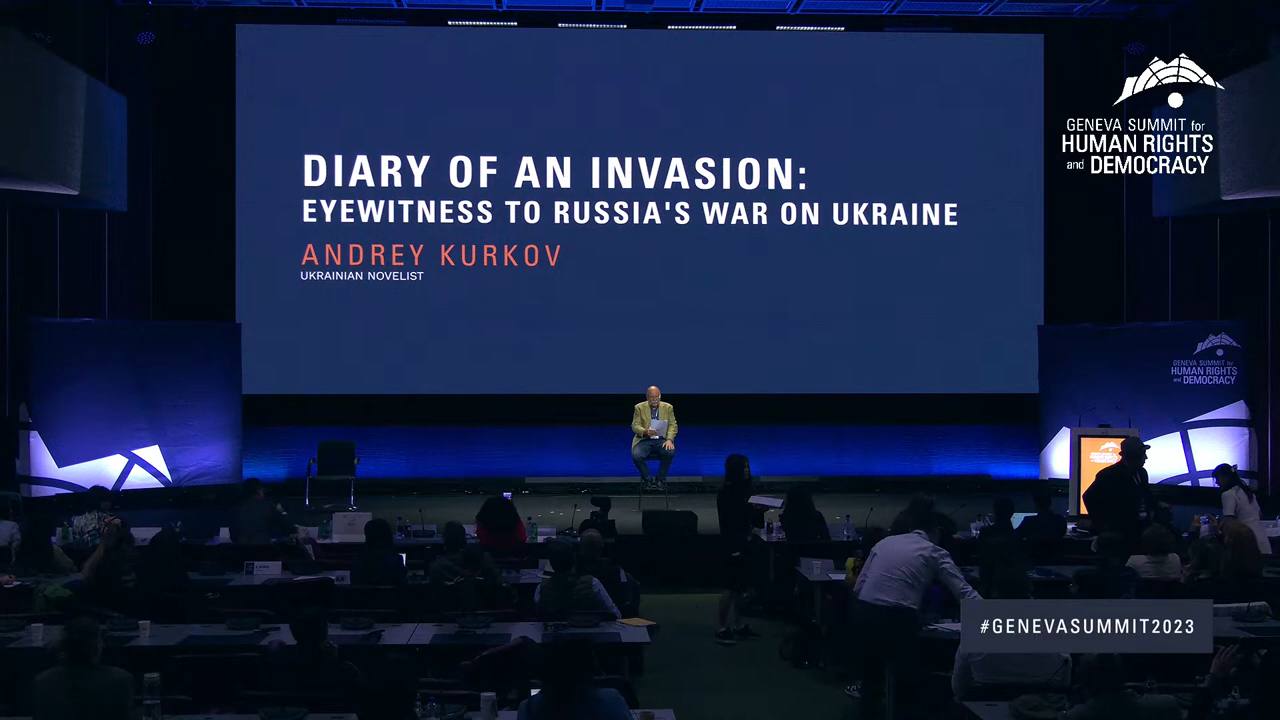 DIARY OF AN INVASION:
EYEWITNESS TO RUSSIA'S WAR ON UKRAINE
ANDREY KURKOV
UKRAINIAN NOVELIST
GENEVA SUMMIT for
HUMAN RIGHTS
and DEMOCRACY
GENEVA SUMMIT for
HUMAN RIGHTS
and DEMOCRACY
#GENEVASUMMIT2023